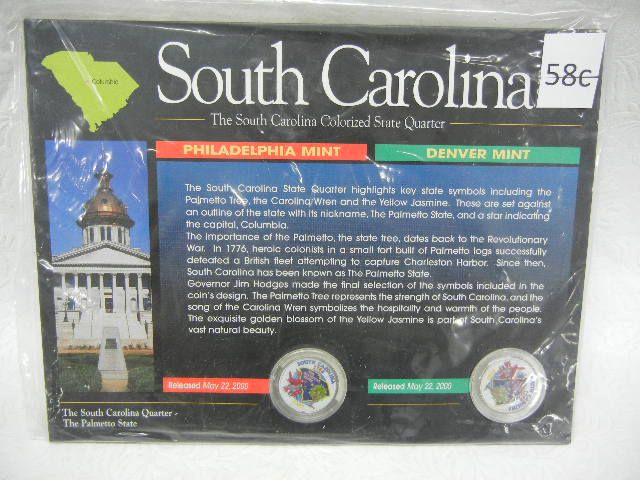 Columbia
South Carolina
58c
The South Carolina Colorized State Quarter
PHILADELPHIA MINT
DENVER MINT
The South Carolina State Quarter highlights key state symbols including the
Palmetto Tree, the Carolina Wren and the Yellow Jasmine. These are set against
an outline of the state with its nickname, The Palmetto State, and a star indicating
the capital, Columbia.
The importance of the Palmetto, the state tree, dates back to the Revolutionary
War. In 1776, heroic colonists in a small fort built of Palmetto logs successfully
defeated a British fleet attempting to capture Charleston Harbor. Since then,
South Carolina has been known as The Palmetto State.
Governor Jim Hodges made the final selection of the symbols included in the
coin's design. The Palmetto Tree represents the strength of South Carolina, and the
song of the Carolina Wren symbolizes the hospitality and warmth of the people.
The exquisite golden blossom of the Yellow Jasmine is part of South Carolina's
vast natural beauty.
Released May 22, 2000
SOUTH CAROLINA
Released May 22, 2000
The South Carolina Quarter -
The Palmetto State